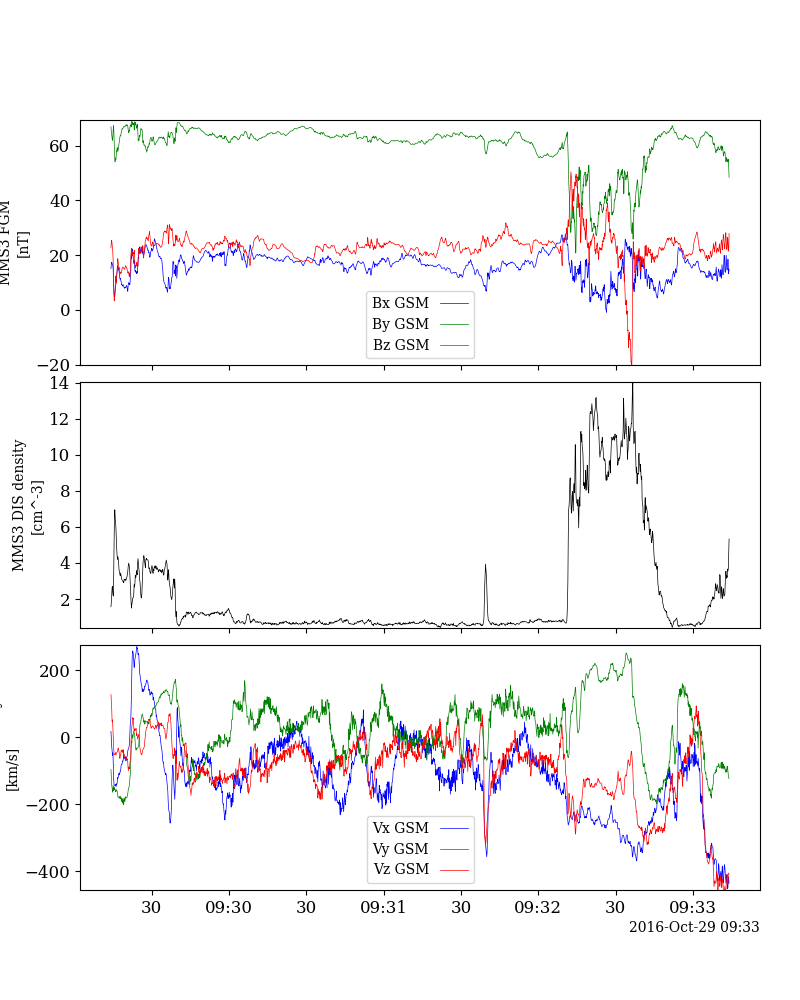 60
40
20
0
−20
MMS3 FGM
[nT]
Bx GSM
By GSM
Bz GSM
14
12
10
8
6
4
2
MMS3 DIS density
[cm^-3]
200
0
−200
−400
[km/s]
Vx GSM
Vy GSM
Vz GSM
30 09:30 30 09:31 30 09:32 30 09:33
2016-Oct-29 09:33